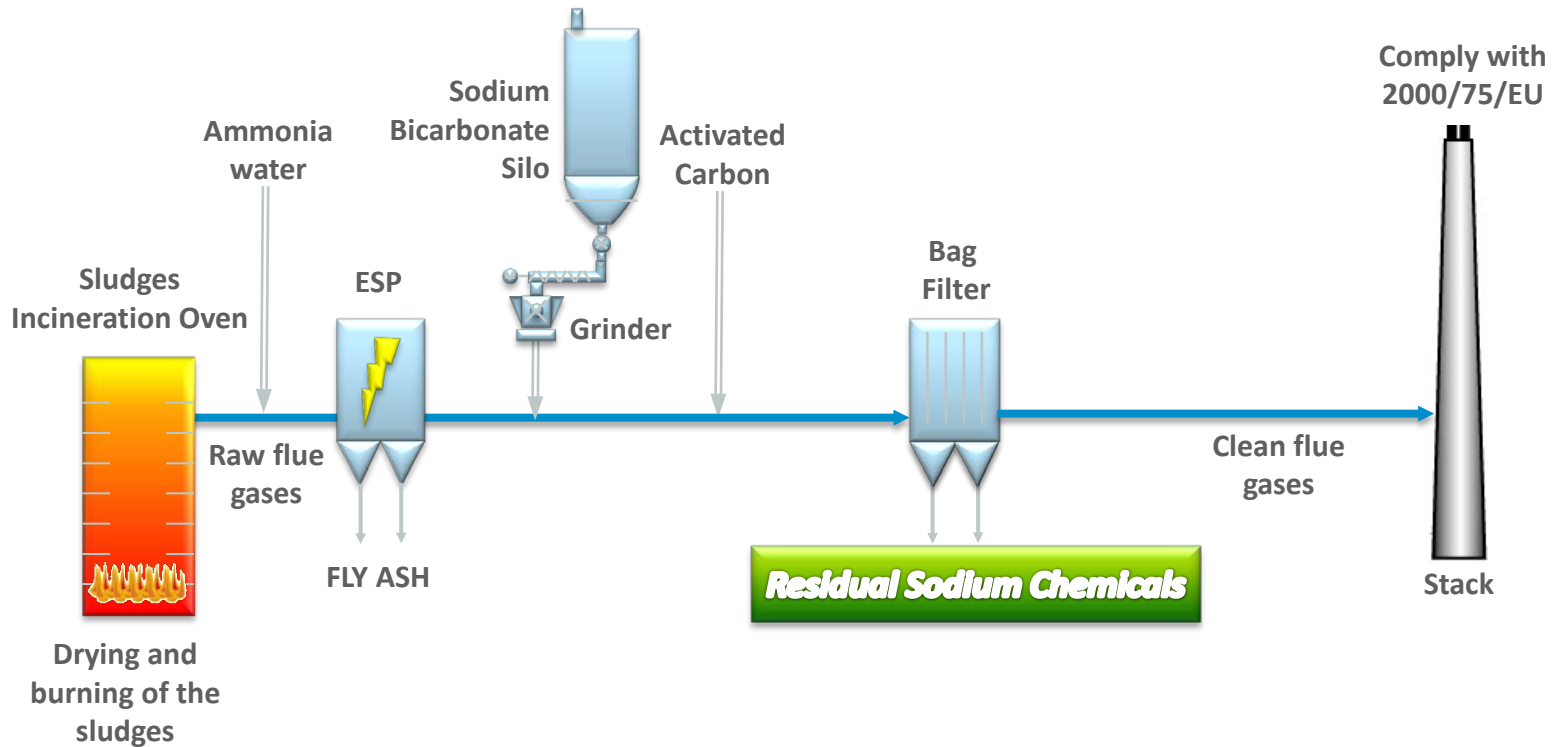 Comply with
2000/75/EU
Sodium
Bicarbonate
Silo
Ammonia
water
Activated
Carbon
Bag
Filter
ESP
Sludges
Incineration Oven
Grinder
Raw flue
gases
Clean flue
gases
FLY ASH
Residual Sodium Chemicals
Stack
Drying and
burning of the
sludges